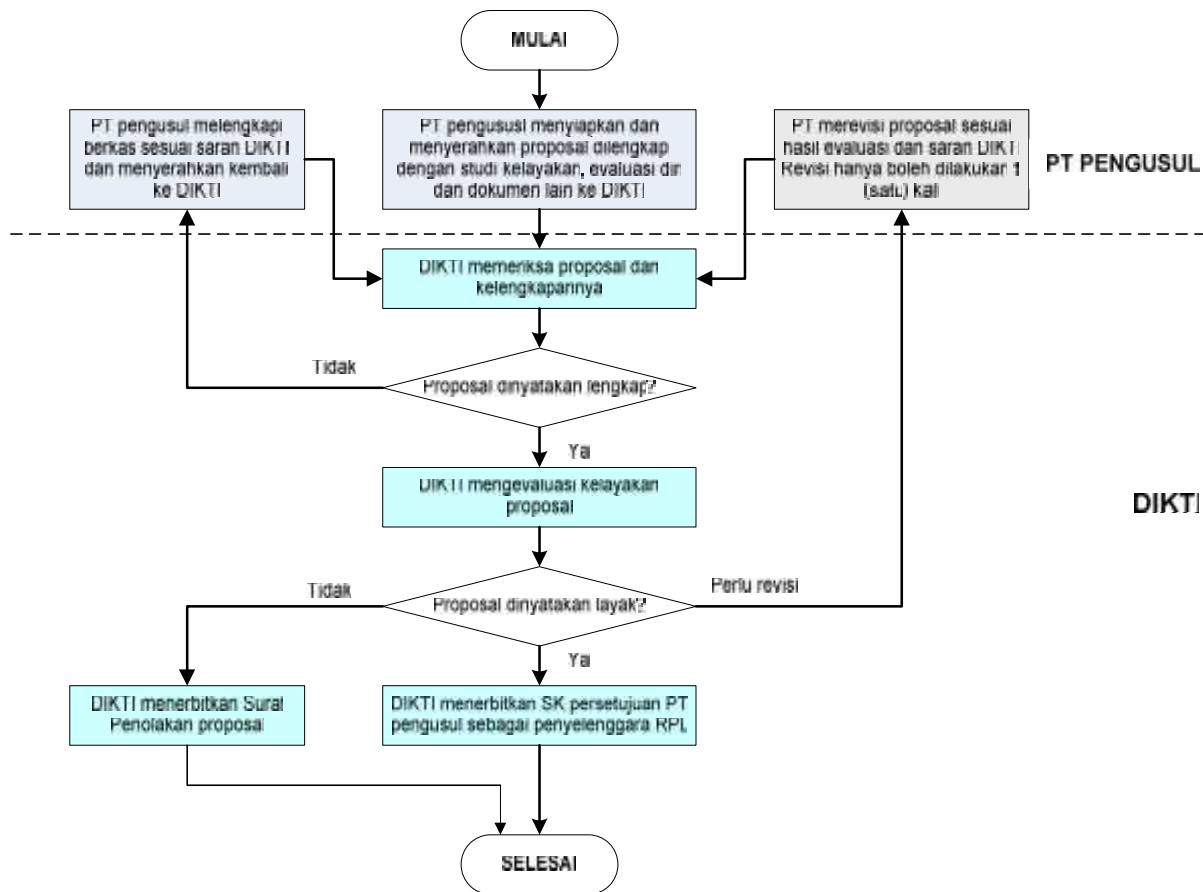 MULAI
PT pengusul melengkapi
berkas sesuai saran DIKTI
dan menyerahkan kembali
ke DIKTI
PT pengusul menyiapkan dan
menyerahkan proposal dilengkap
dengan studi kelayakan, evaluasi diri
dan dokumen lain ke DIKTI
PT merevisi proposal sesuai
hasil evaluasi dan saran DIKTI
Revisi hanya boleh dilakukan 1
(satu) kali
PT PENGUSUL
DIKTI memeriksa proposal dan
kelengkapannya
Tidak
Proposal dinyatakan lengkap?
Ya
DIKTI mengevaluasi kelayakan
proposal
DIKTI
Tidak
Proposal dinyatakan layak?
Perlu revisi
Ya
DIKTI menerbitkan Surat
Penolakan proposal
DIKTI menerbitkan SK persetujuan PT
pengusul sebagai penyelenggara RPL
SELESAI